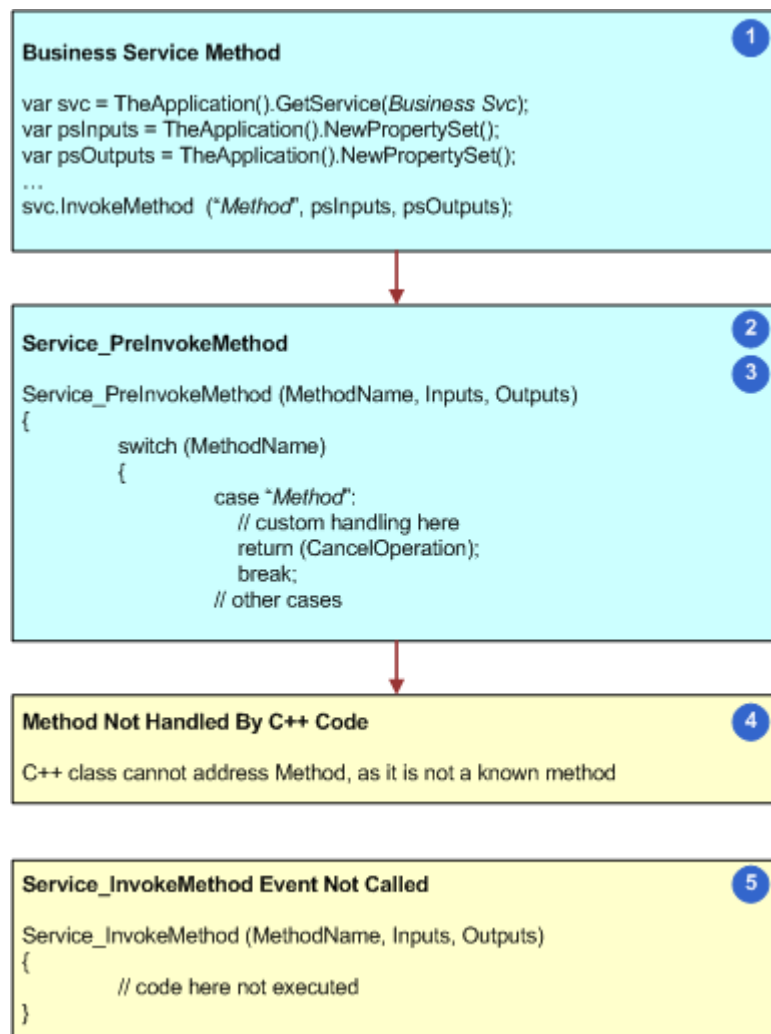 1
Business Service Method
var svc = TheApplication().GetService(Business Svc);
var psInputs = TheApplication().NewPropertySet();
var psOutputs = TheApplication().NewPropertySet();
…
svc.InvokeMethod (“Method”, psInputs, psOutputs);
2
Service_PreInvokeMethod
3
Service_PreInvokeMethod (MethodName, Inputs, Outputs)
{
switch (MethodName)
{
case “Method”:
// custom handling here
return (CancelOperation);
break;
// other cases
Method Not Handled By C++ Code
4
C++ class cannot address Method, as it is not a known method
Service_InvokeMethod Event Not Called
5
Service_InvokeMethod (MethodName, Inputs, Outputs)
{
// code here not executed
}